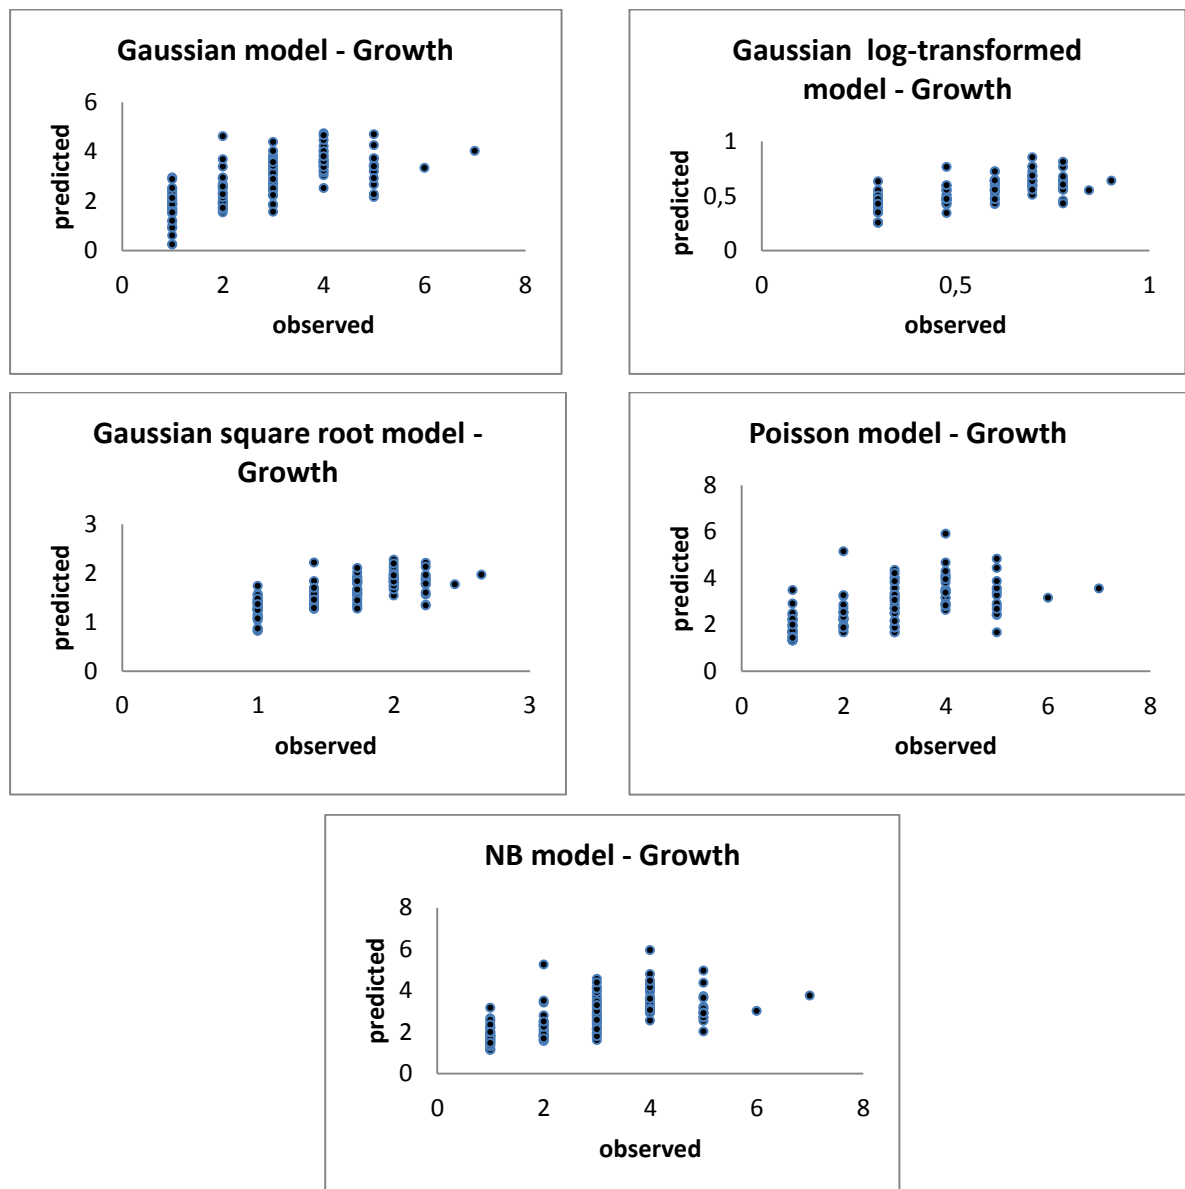 Gaussian model - Growth
6
4
2
0
0 2 4 6 8
predicted
observed
Gaussian log-transformed
model - Growth
1
0,5
0
0 0,5 1
predicted
observed
Gaussian square root model -
Growth
3
2
1
0
0 1 2 3
predicted
observed
Poisson model - Growth
8
6
4
2
0
0 2 4 6 8
predicted
observed
NB model - Growth
8
6
4
2
0
0 2 4 6 8
predicted
observed